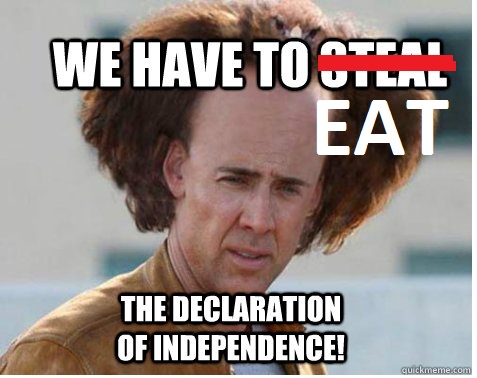 WE HAVE TO STEAL
EAT
THE DECLARATION
OF INDEPENDENCE!
quickmeme.com